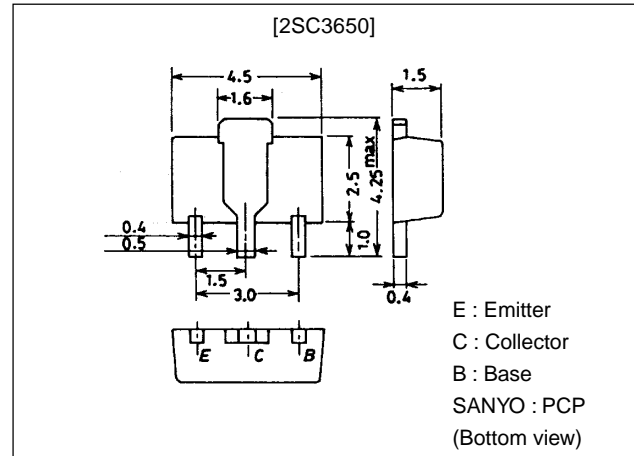 [2SC3650]
4.5
1.6
1.5
2.5
4.25max
1.0
0.4
0.5
1.5
3.0
0.4
E C B
E : Emitter
C : Collector
B : Base
SANYO : PCP
(Bottom view)